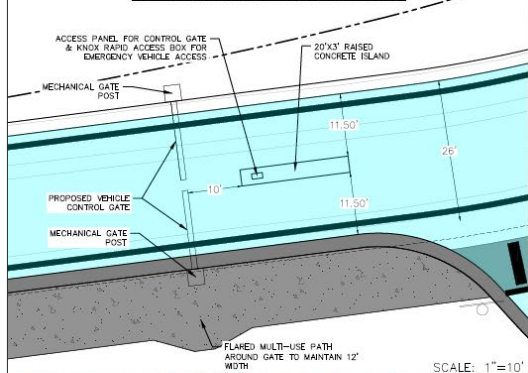 ACCESS PANEL FOR CONTROL GATE
& KNOX RAPID ACCESS BOX FOR
EMERGENCY VEHICLE ACCESS
20'X3' RAISED
CONCRETE ISLAND
MECHANICAL GATE
POST
11.50'
26'
10'
PROPOSED VEHICLE
CONTROL GATE
11.50'
MECHANICAL GATE
POST
FLARED MULTI-USE PATH
AROUND GATE TO MAINTAIN 12'
WIDTH
SCALE: 1"=10'